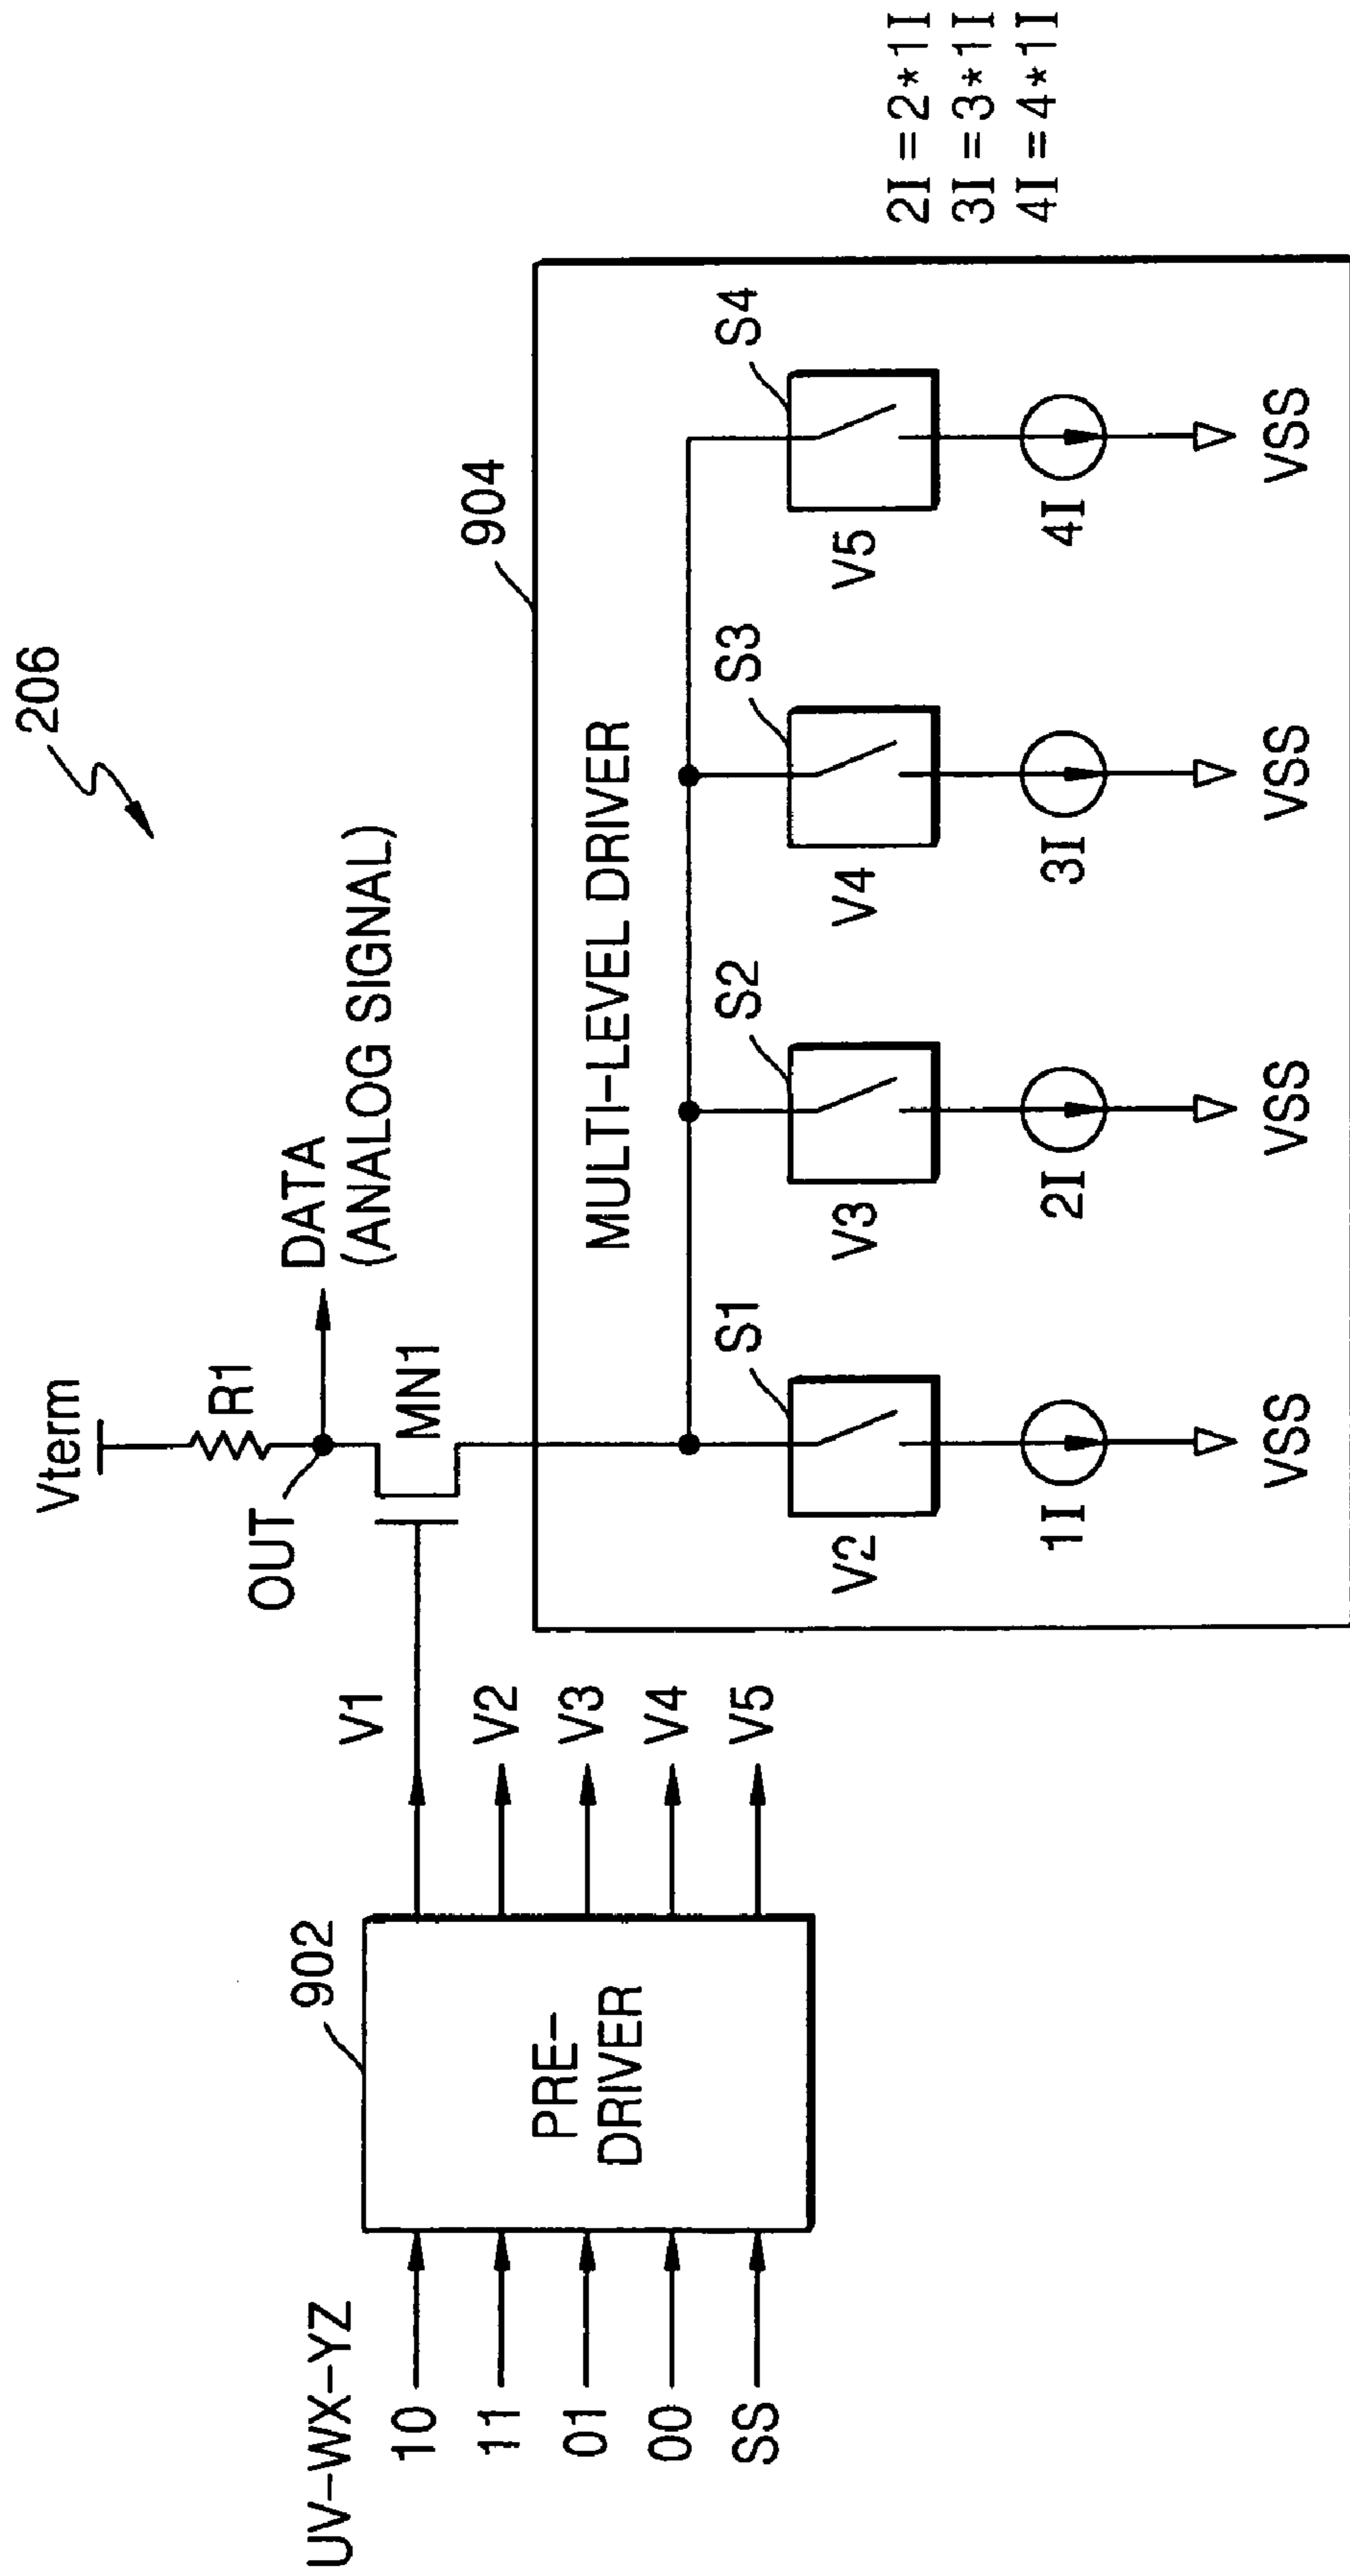 206
Vterm
R1
OUT
DATA
(ANALOG SIGNAL)
MN1
UV-WX-YZ
10
11
01
00
SS
902
PRE-
DRIVER
V1
V2
V3
V4
V5
904
MULTI-LEVEL DRIVER
S1
S2
S3
S4
V2
V3
V4
V5
1I
2I
3I
4I
VSS
VSS
VSS
VSS
2I=2*1I
3I=3*1I
4I=4*1I